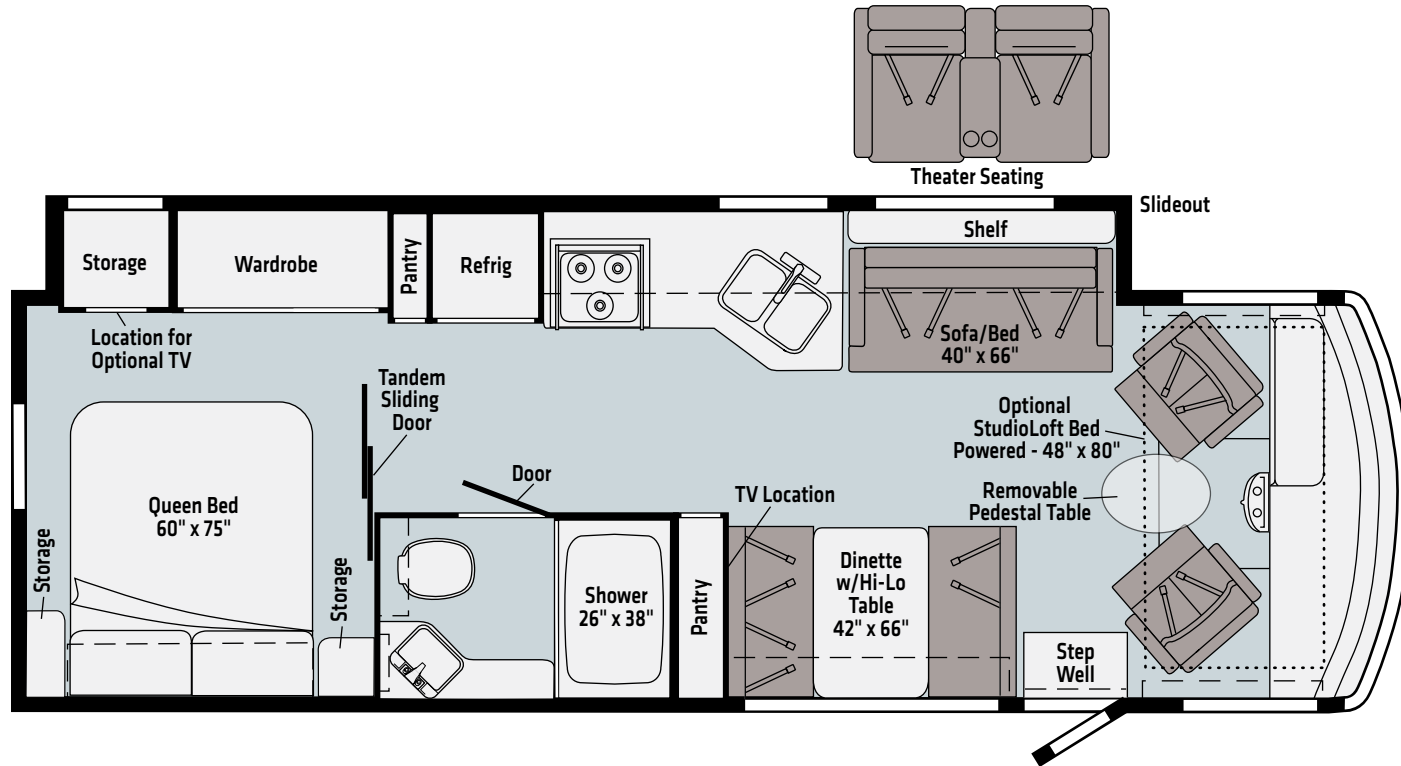 Theater Seating
Slideout
Shelf
Storage
Wardrobe
Pantry
Refrig
Location for
Optional TV
Sofa/Bed
40" x 66"
Tandem
Sliding
Door
Optional
StudioLoft Bed
Powered - 48" x 80"
Door
TV Location
Removable
Pedestal Table
Queen Bed
60" x 75"
Storage
Storage
Shower
26" x 38"
Pantry
Dinette
w/Hi-Lo
Table
42" x 66"
Step
Well